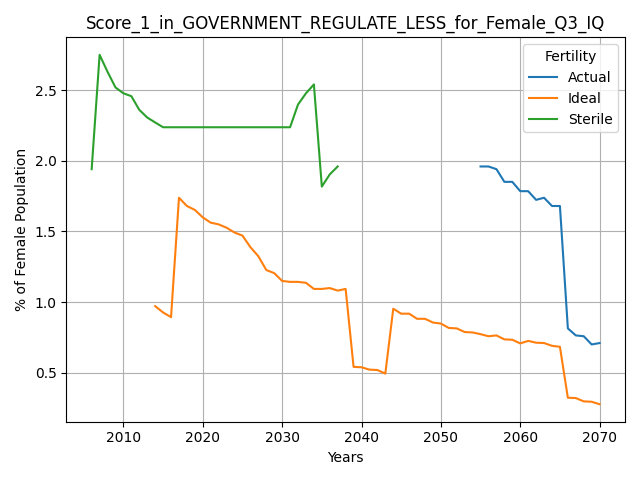 Score_1_in_GOVERNMENT_REGULATE_LESS_for_Female_Q3_IQ
Fertility
Actual
Ideal
Sterile
% of Female Population
2.5
2.0
1.5
1.0
0.5
2010 2020 2030 2040 2050 2060 2070
Years